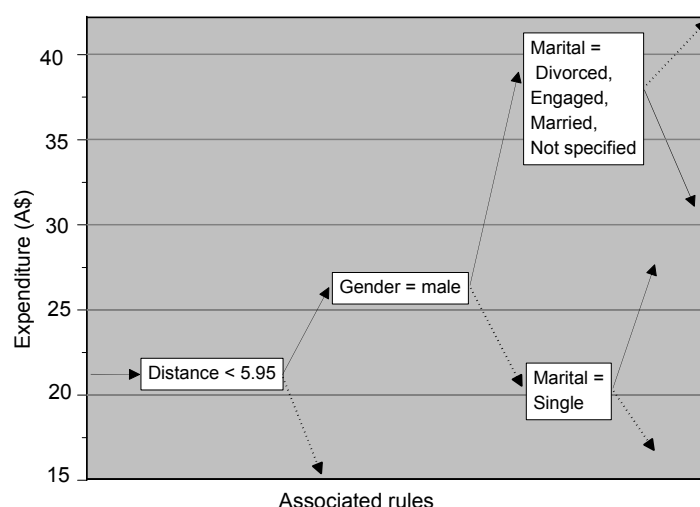 40
35
30
25
20
15
Expenditure (A$)
Marital =
Divorced,
Engaged,
Married,
Not specified
Gender = male
Distance < 5.95
Marital =
Single
Associated rules